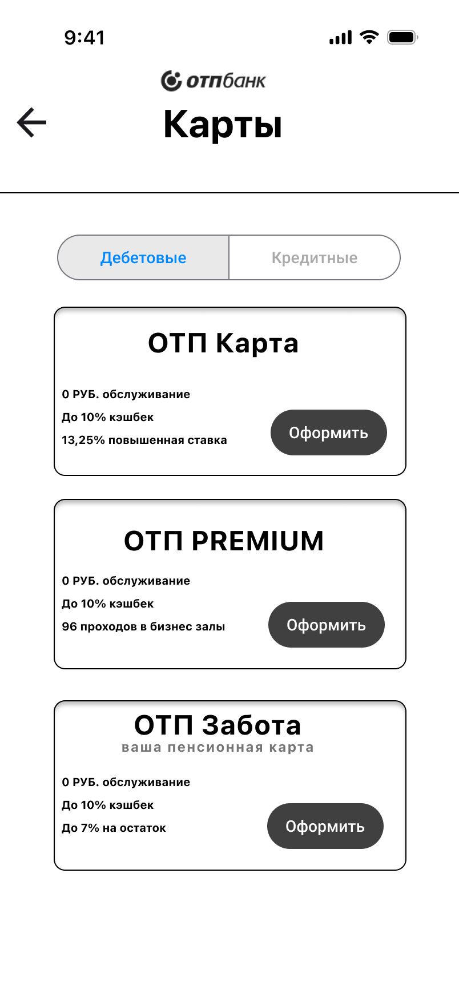 9:41
отпбанк
Карты
Дебетовые
Кредитные
ОТП Карта
0 РУБ. обслуживание
До 10% кэшбек
13,25% повышенная ставка
Оформить
ОТП PREMIUM
0 РУБ. обслуживание
До 10% кэшбек
96 проходов в бизнес залы
Оформить
ОТП Забота
ваша пенсионная карта
0 РУБ. обслуживание
До 10% кэшбек
До 7% на остаток
Оформить